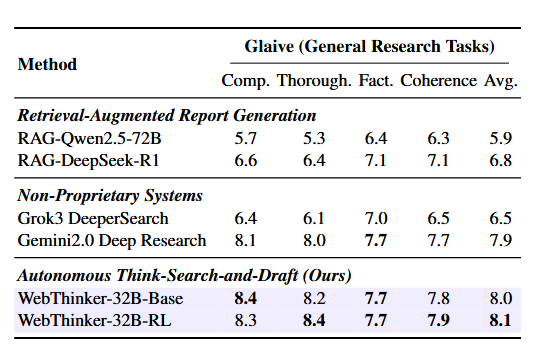 Glaive (General Research Tasks)
Method
Comp. Thorough. Fact. Coherence Avg.
Retrieval-Augmented Report Generation
RAG-Qwen2.5-72B 5.7 5.3 6.4 6.3 5.9
RAG-DeepSeek-R1 6.6 6.4 7.1 7.1 6.8
Non-Proprietary Systems
Grok3 DeeperSearch 6.4 6.1 7.0 6.5 6.5
Gemini2.0 Deep Research 8.1 8.0 7.7 7.7 7.9
Autonomous Think-Search-and-Draft (Ours)
WebThinker-32B-Base 8.4 8.2 7.7 7.8 8.0
WebThinker-32B-RL 8.3 8.4 7.7 7.9 8.1